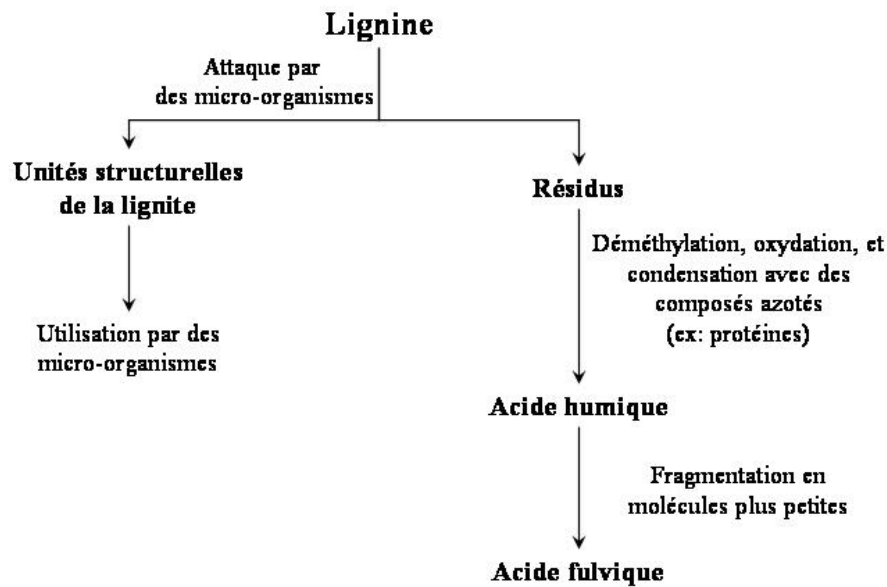 Lignine
Attaque par
des micro-organismes
Unités structurelles
de la lignite
Résidus
Déméthylation, oxydation, et
condensation avec des
composés azotés
(ex: protéines)
Utilisation par des
micro-organismes
Acide humique
Fragmentation en
molécules plus petites
Acide fulvique